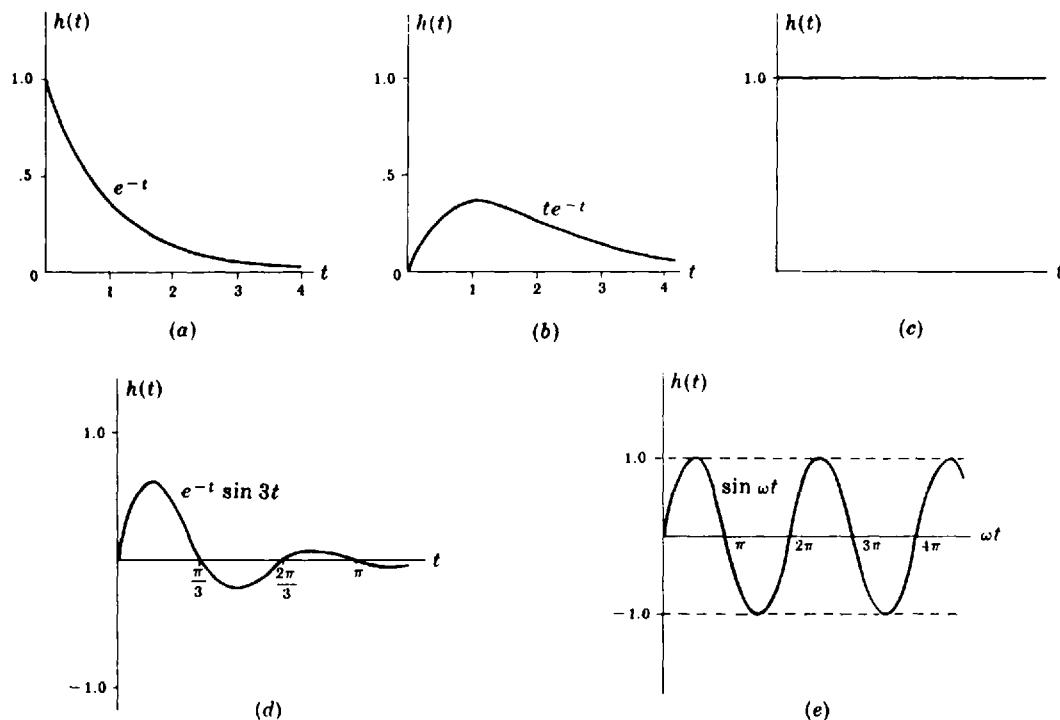 h(t) h(t) h(t)
1.0 1.0 1.0
.5 .5
e^{-t} te^{-t}
0 1 2 3 4 t 0 1 2 3 4 t t
(a) (b) (c)
h(t) h(t)
1.0 1.0
e^{-t} sin 3t sin ωt
π/3 2π/3 π t π 2π 3π 4π ωt
-1.0 -1.0
(d) (e)